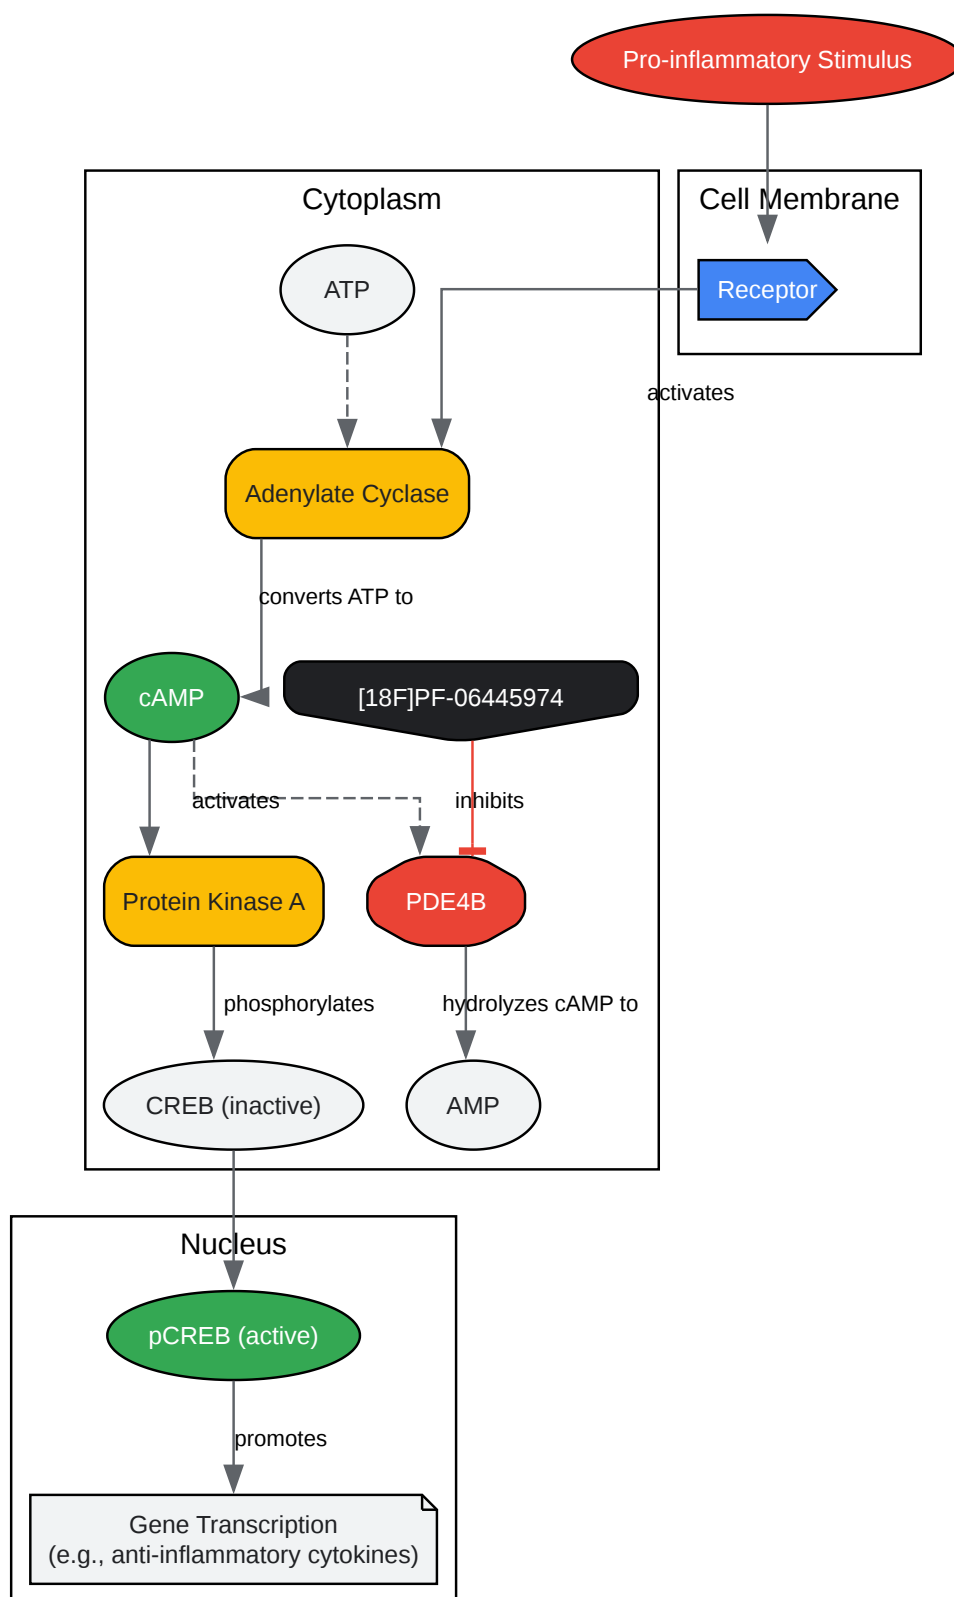 Pro-inflammatory Stimulus
Cytoplasm
Cell Membrane
ATP
Receptor
activates
Adenylate Cyclase
converts ATP to
cAMP
[18F]PF-06445974
activates
inhibits
Protein Kinase A
PDE4B
phosphorylates
hydrolyzes cAMP to
CREB (inactive)
AMP
Nucleus
pCREB (active)
promotes
Gene Transcription
(e.g., anti-inflammatory cytokines)